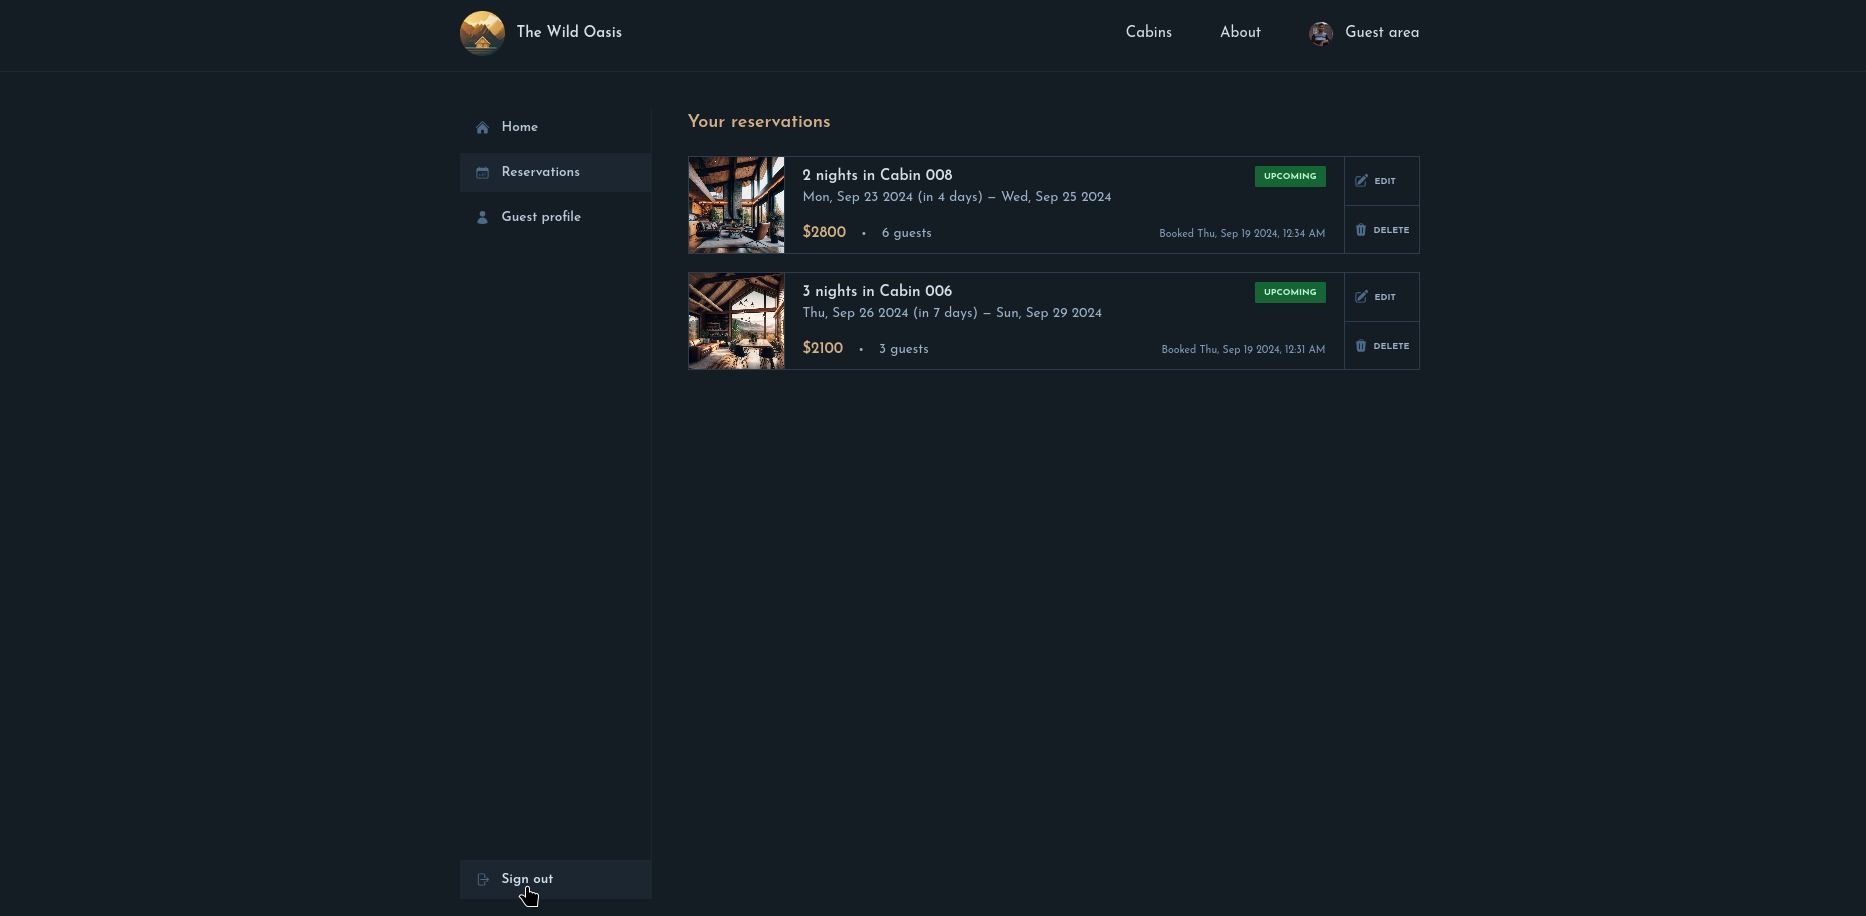 The Wild Oasis
Cabins
About
Guest area
Home
Reservations
Guest profile
Sign out
Your reservations
2 nights in Cabin 008
UPCOMING
Mon, Sep 23 2024 (in 4 days) — Wed, Sep 25 2024
$2800 • 6 guests
Booked Thu, Sep 19 2024, 12:34 AM
EDIT
DELETE
3 nights in Cabin 006
UPCOMING
Thu, Sep 26 2024 (in 7 days) — Sun, Sep 29 2024
$2100 • 3 guests
Booked Thu, Sep 19 2024, 12:31 AM
EDIT
DELETE